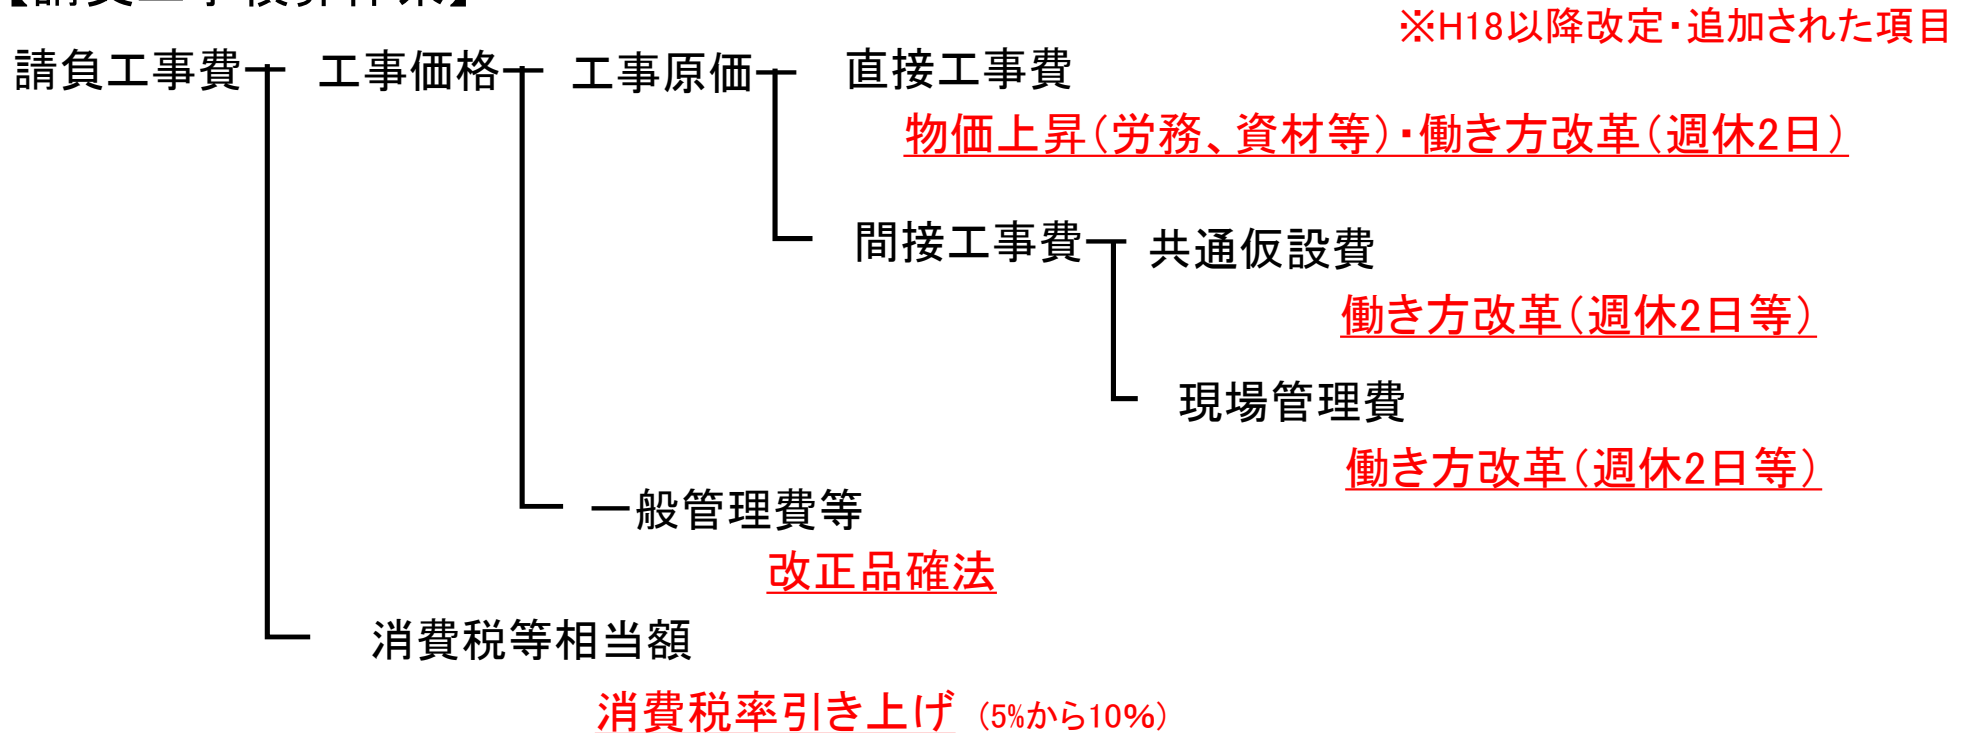 ※H18以降改定・追加された項目
請負工事費 工事価格 工事原価 直接工事費
物価上昇(労務、資材等)・働き方改革(週休2日)
間接工事費 共通仮設費
働き方改革(週休2日等)
現場管理費
働き方改革(週休2日等)
一般管理費等
改正品確法
消費税等相当額
消費税率引き上げ (5%から10%)